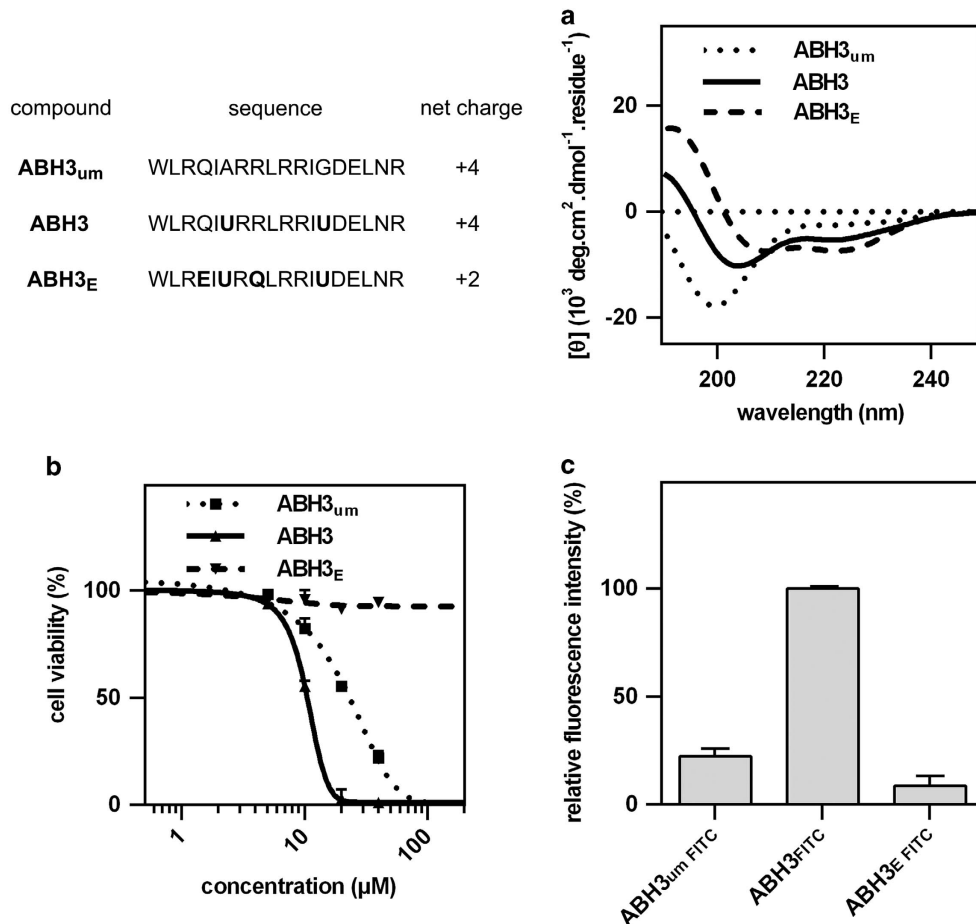 compound sequence net charge
ABH3um WLRQIARRLRRIGDELNR +4
ABH3 WLRQIURRLRRIUDELNR +4
ABH3E WLREIURQLRRIUDELNR +2
a
ABH3um
ABH3
ABH3E
20
0
-20
[θ] (10³ deg.cm².dmol⁻¹.residue⁻¹)
200 220 240
wavelength (nm)
b
ABH3um
ABH3
ABH3E
100
50
0
cell viability (%)
1 10 100
concentration (µM)
c
100
50
0
relative fluorescence intensity (%)
ABH3um FITC
ABH3FITC
ABH3E FITC